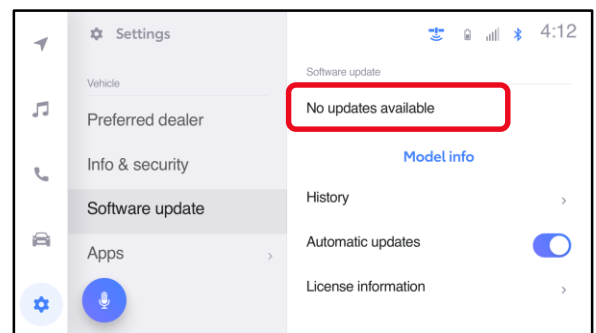 Settings
4:12
Vehicle
Preferred dealer
Info & security
Software update
Apps
Software update
No updates available
Model info
History
Automatic updates
License information